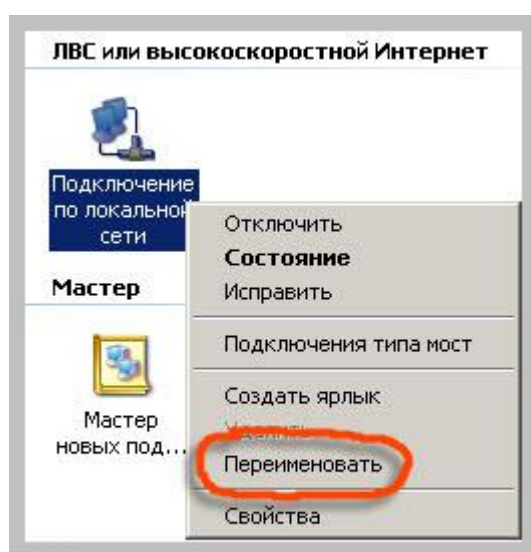 ЛВС или высокоскоростной Интернет
Подключение
по локальной
сети
Отключить
Состояние
Исправить
Подключения типа мост
Создать ярлык
Удалить
Переименовать
Свойства
Мастер
Мастер
новых под...